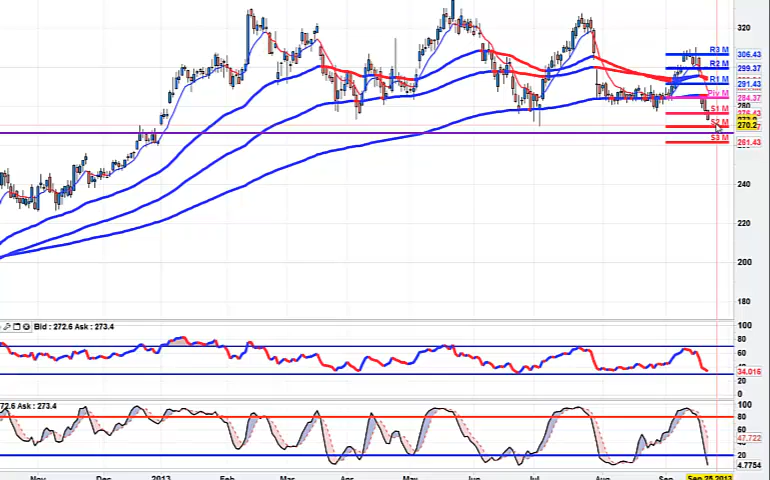 320
R3 M
306.43
R2 M
299.37
R1 M
291.43
Piv M
284.37
280
S1 M
276.43
S2 M
270.2
S3 M
261.43
240
220
200
180
Bid : 272.6 Ask : 273.4
100
80
60
40
34.015
20
0
72.6 Ask : 273.4
100
80
60
47.722
20
4.7754
Nov
Dec
2013
Feb
Mar
Apr
May
Jun
Jul
Aug
Sep
Sep 25 2013